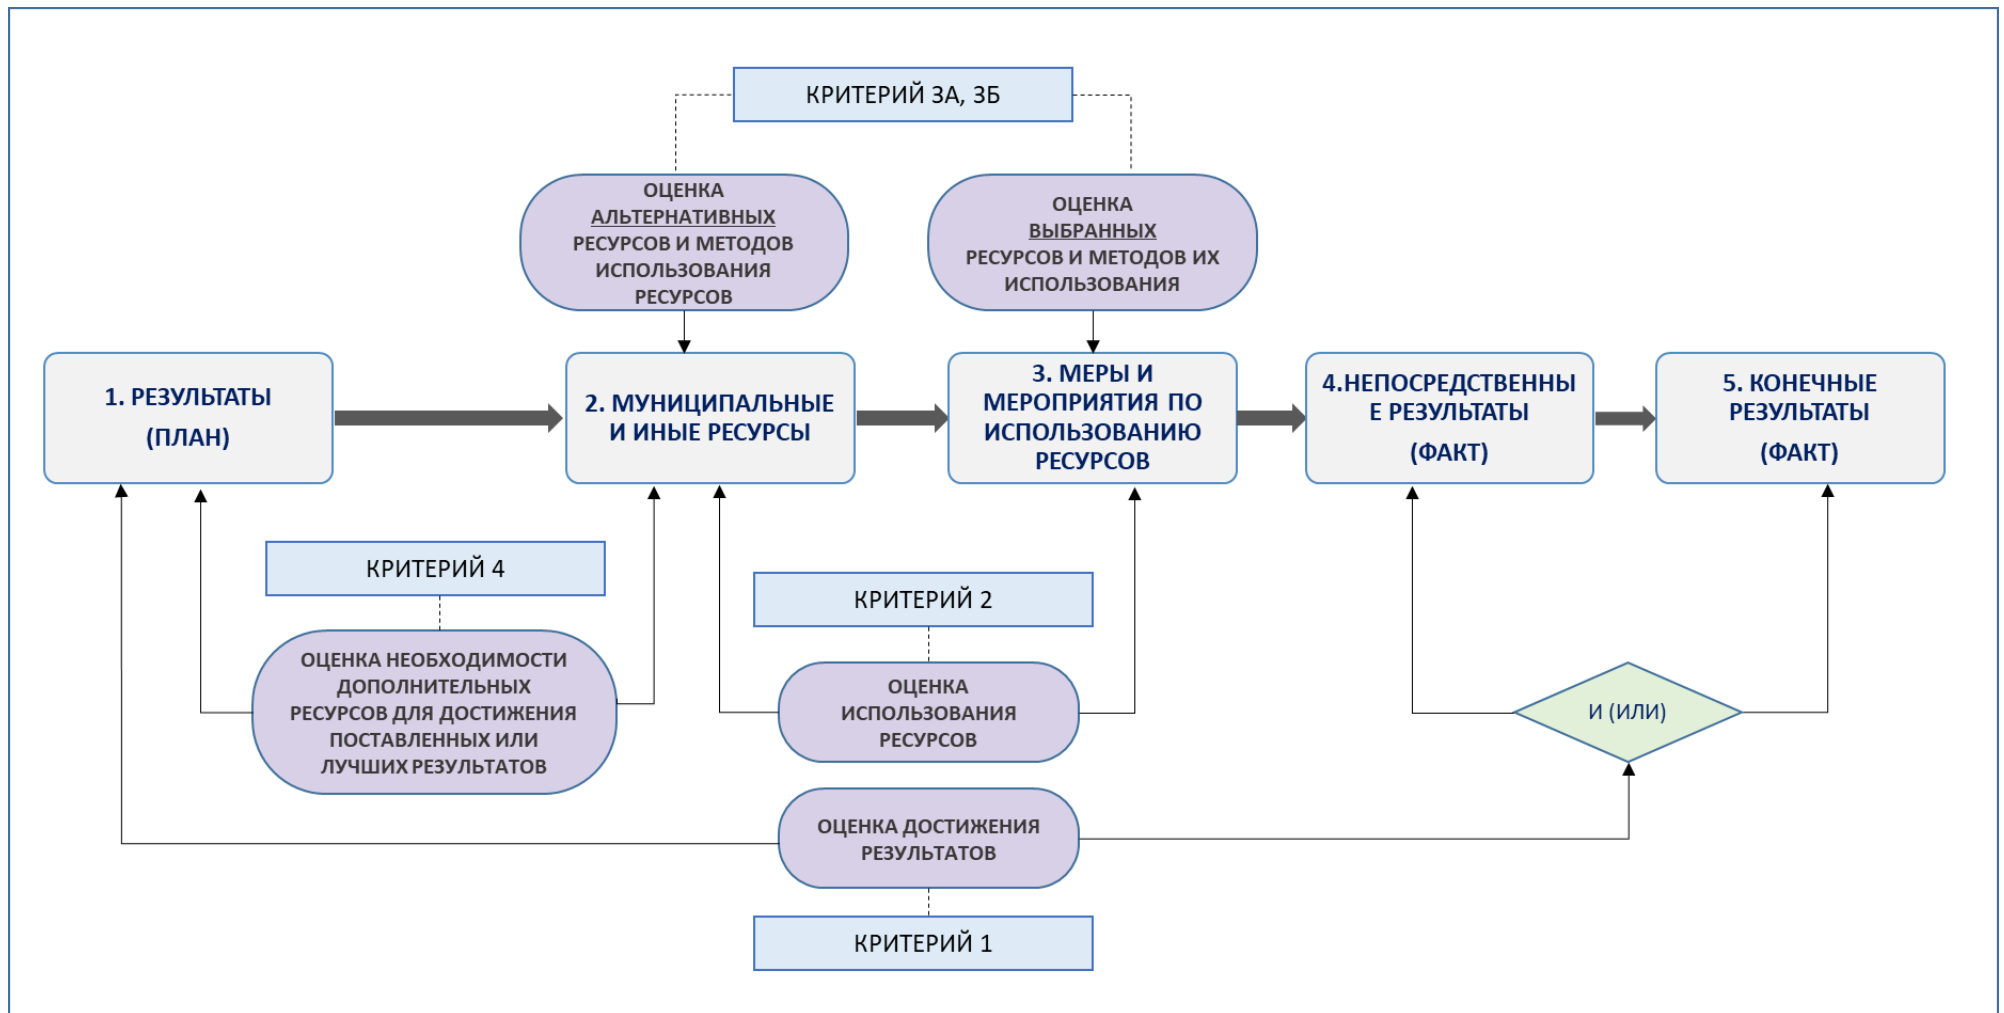 КРИТЕРИЙ 3А, 3Б
ОЦЕНКА
АЛЬТЕРНАТИВНЫХ
РЕСУРСОВ И МЕТОДОВ
ИСПОЛЬЗОВАНИЯ
РЕСУРСОВ
ОЦЕНКА
ВЫБРАННЫХ
РЕСУРСОВ И МЕТОДОВ ИХ
ИСПОЛЬЗОВАНИЯ
1. РЕЗУЛЬТАТЫ
(ПЛАН)
2. МУНИЦИПАЛЬНЫЕ
И ИНЫЕ РЕСУРСЫ
3. МЕРЫ И
МЕРОПРИЯТИЯ ПО
ИСПОЛЬЗОВАНИЮ
РЕСУРСОВ
4.НЕПОСРЕДСТВЕННЫ
Е РЕЗУЛЬТАТЫ
(ФАКТ)
5. КОНЕЧНЫЕ
РЕЗУЛЬТАТЫ
(ФАКТ)
КРИТЕРИЙ 4
ОЦЕНКА НЕОБХОДИМОСТИ
ДОПОЛНИТЕЛЬНЫХ
РЕСУРСОВ ДЛЯ ДОСТИЖЕНИЯ
ПОСТАВЛЕННЫХ ИЛИ
ЛУЧШИХ РЕЗУЛЬТАТОВ
КРИТЕРИЙ 2
ОЦЕНКА
ИСПОЛЬЗОВАНИЯ
РЕСУРСОВ
И (ИЛИ)
ОЦЕНКА ДОСТИЖЕНИЯ
РЕЗУЛЬТАТОВ
КРИТЕРИЙ 1